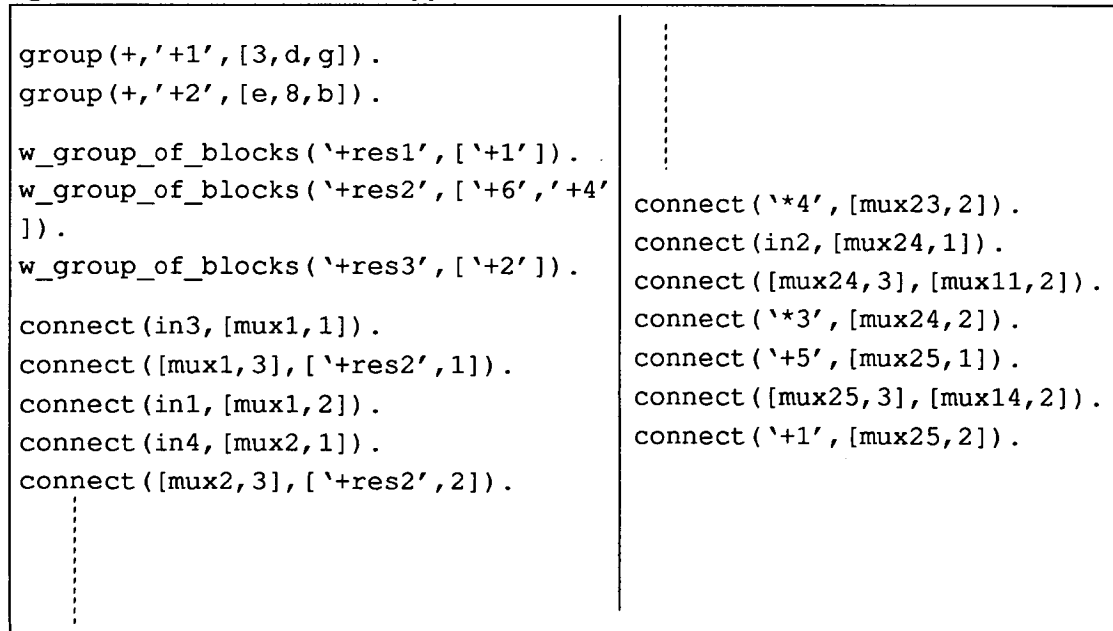 group(+,'+1',[3,d,g]).
group(+,'+2',[e,8,b]).
w_group_of_blocks(‘+res1',[‘+1']).
w_group_of_blocks(‘+res2',[‘+6','+4'
]).
w_group_of_blocks(‘+res3',[‘+2']).
connect(in3,[mux1,1]).
connect([mux1,3],[‘+res2',1]).
connect(in1,[mux1,2]).
connect(in4,[mux2,1]).
connect([mux2,3],[‘+res2',2]).
connect(‘*4',[mux23,2]).
connect(in2,[mux24,1]).
connect([mux24,3],[mux11,2]).
connect(‘*3',[mux24,2]).
connect(‘+5',[mux25,1]).
connect([mux25,3],[mux14,2]).
connect(‘+1',[mux25,2]).